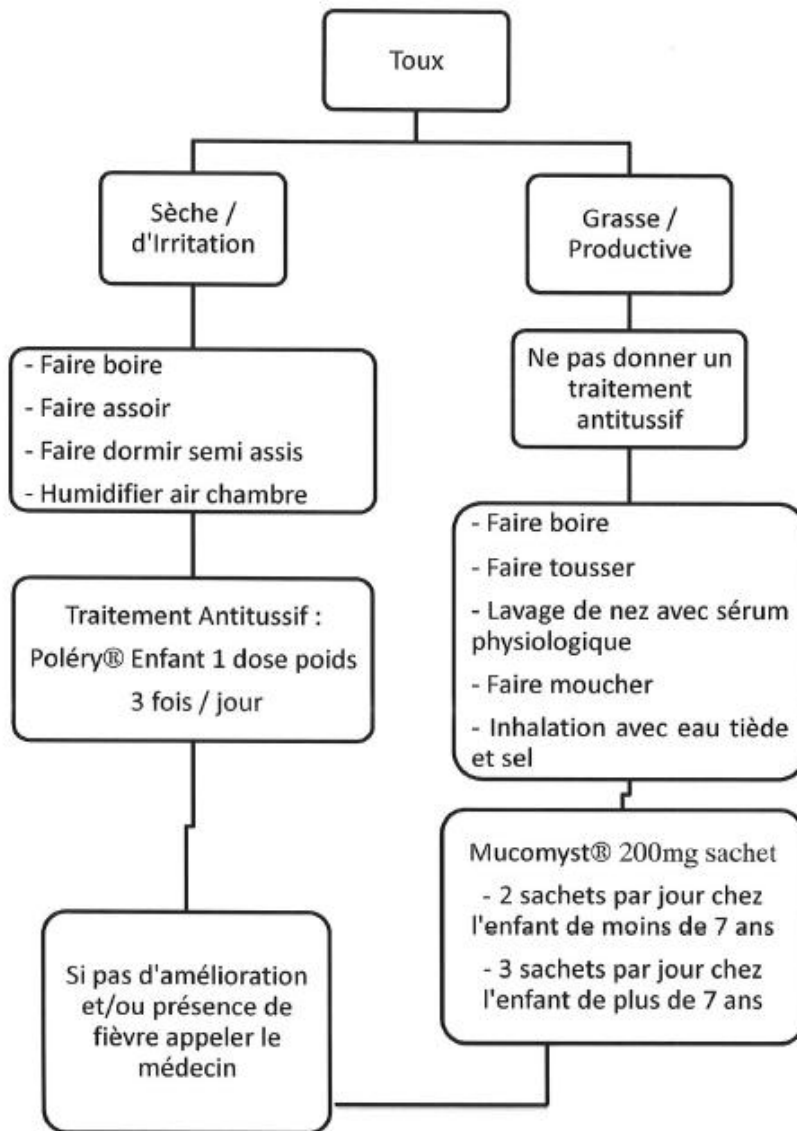 Toux
Sèche /
d'Irritation
- Faire boire
- Faire assoir
- Faire dormir semi assis
- Humidifier air chambre
Traitement Antitussif :
Poléry® Enfant 1 dose poids
3 fois / jour
Si pas d'amélioration
et/ou présence de
fièvre appeler le
médecin
Grasse /
Productive
Ne pas donner un
traitement
antitussif
- Faire boire
- Faire tousser
- Lavage de nez avec sérum
physiologique
- Faire moucher
- Inhalation avec eau tiède
et sel
Mucomyst® 200mg sachet
- 2 sachets par jour chez
l'enfant de moins de 7 ans
- 3 sachets par jour chez
l'enfant de plus de 7 ans